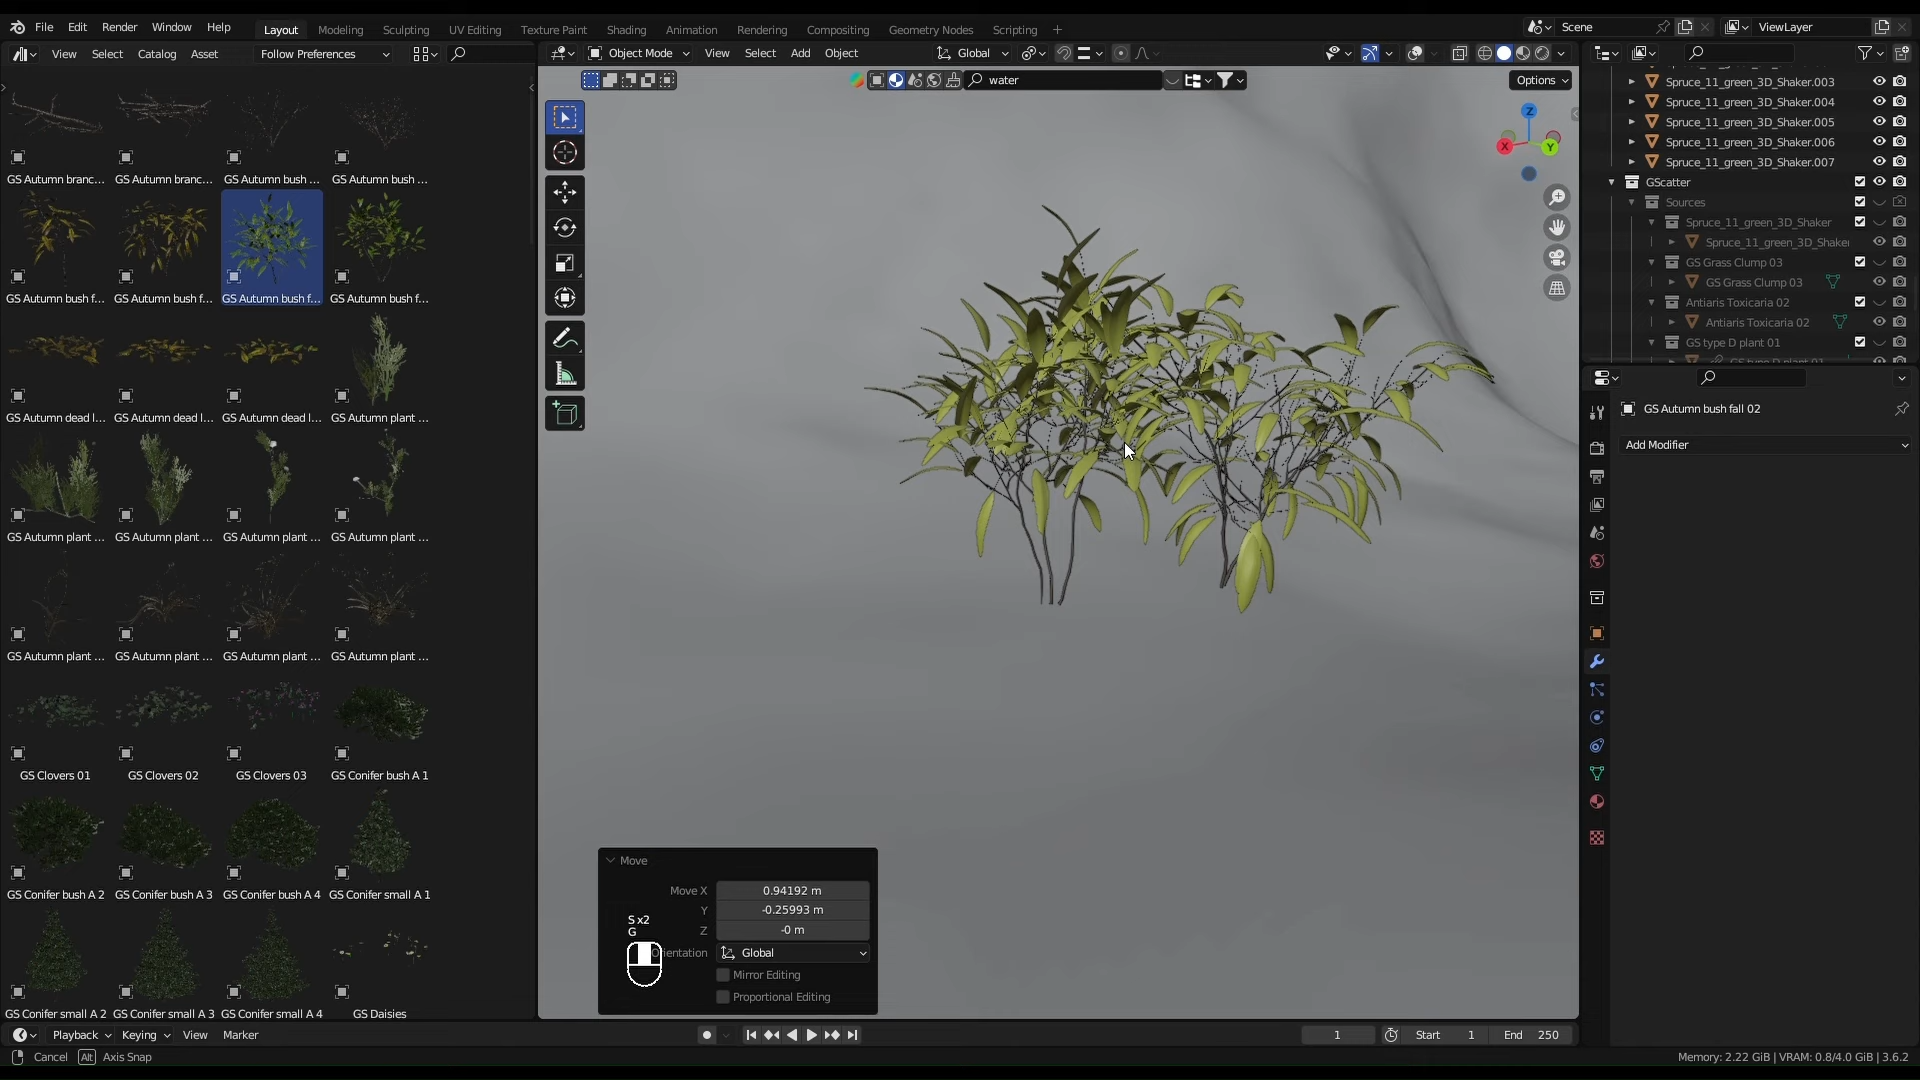 File Edit Render Window Help Layout Modeling Sculpting UV Editing Texture Paint Shading Animation Rendering Compositing Geometry Nodes Scripting + Scene ViewLayer
View Select Catalog Asset Follow Preferences
Object Mode View Select Add Object Global
water
Options
GS Autumn branc... GS Autumn branc... GS Autumn bush ... GS Autumn bush ...
GS Autumn bush f... GS Autumn bush f... GS Autumn bush f... GS Autumn bush f...
GS Autumn dead l... GS Autumn dead l... GS Autumn dead l... GS Autumn plant ...
GS Autumn plant ... GS Autumn plant ... GS Autumn plant ... GS Autumn plant ...
GS Autumn plant ... GS Autumn plant ... GS Autumn plant ... GS Autumn plant ...
GS Clovers 01 GS Clovers 02 GS Clovers 03 GS Conifer bush A 1
GS Conifer bush A 2 GS Conifer bush A 3 GS Conifer bush A 4 GS Conifer small A 1
GS Conifer small A 2 GS Conifer small A 3 GS Conifer small A 4 GS Daisies
Z
X
Y
Move
Move X 0.94192 m
Y -0.25993 m
Z -0 m
S x2
G
Global
Mirror Editing
Proportional Editing
Spruce_11_green_3D_Shaker.003
Spruce_11_green_3D_Shaker.004
Spruce_11_green_3D_Shaker.005
Spruce_11_green_3D_Shaker.006
Spruce_11_green_3D_Shaker.007
GScatter
Sources
Spruce_11_green_3D_Shaker
Spruce_11_green_3D_Shaker
GS Grass Clump 03
GS Grass Clump 03
Antiaris Toxicaria 02
Antiaris Toxicaria 02
GS type D plant 01
GS type D plant 01
GS Autumn bush fall 02
Add Modifier
Playback Keying View Marker 1 Start 1 End 250
Cancel Alt Axis Snap Memory: 2.22 GiB | VRAM: 0.8/4.0 GiB | 3.6.2